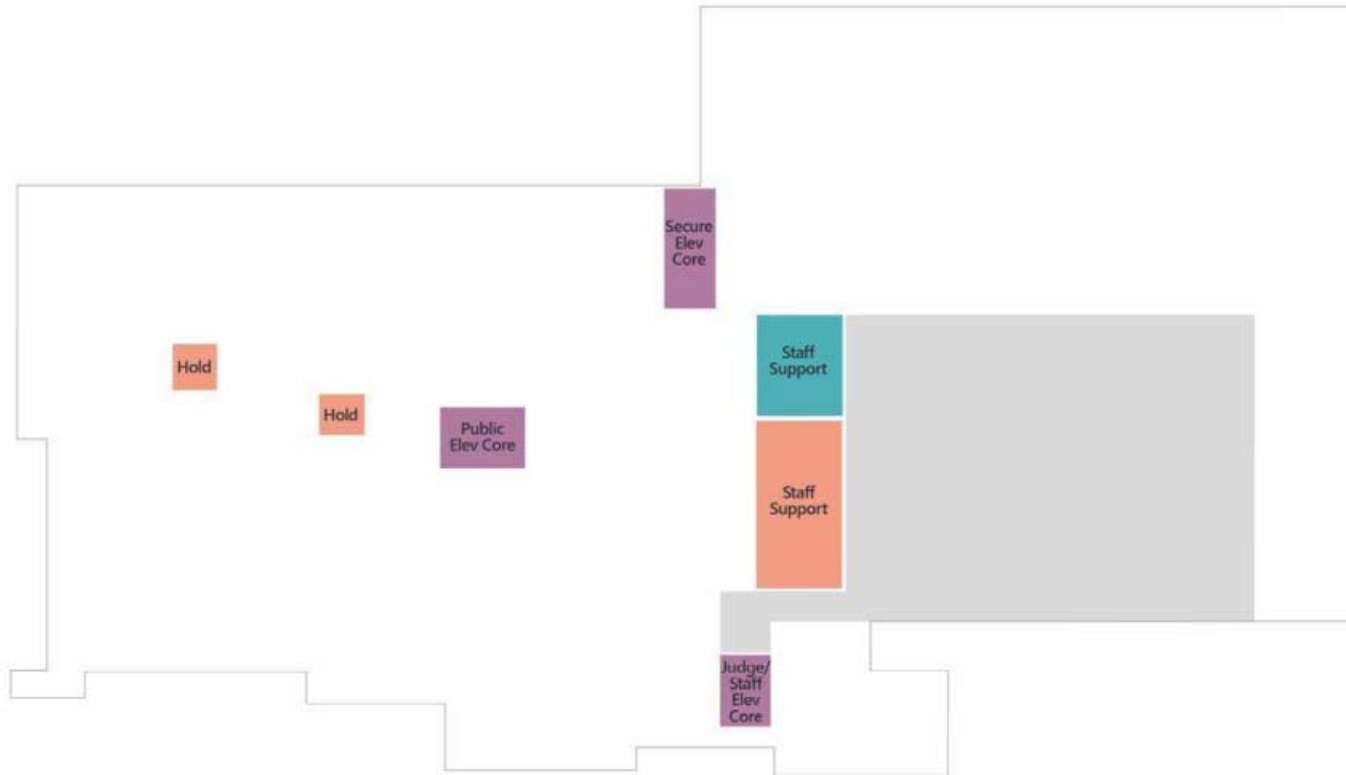 Secure
Elev
Core
Staff
Support
Hold
Hold
Public
Elev Core
Staff
Support
Judge/
Staff
Elev
Core